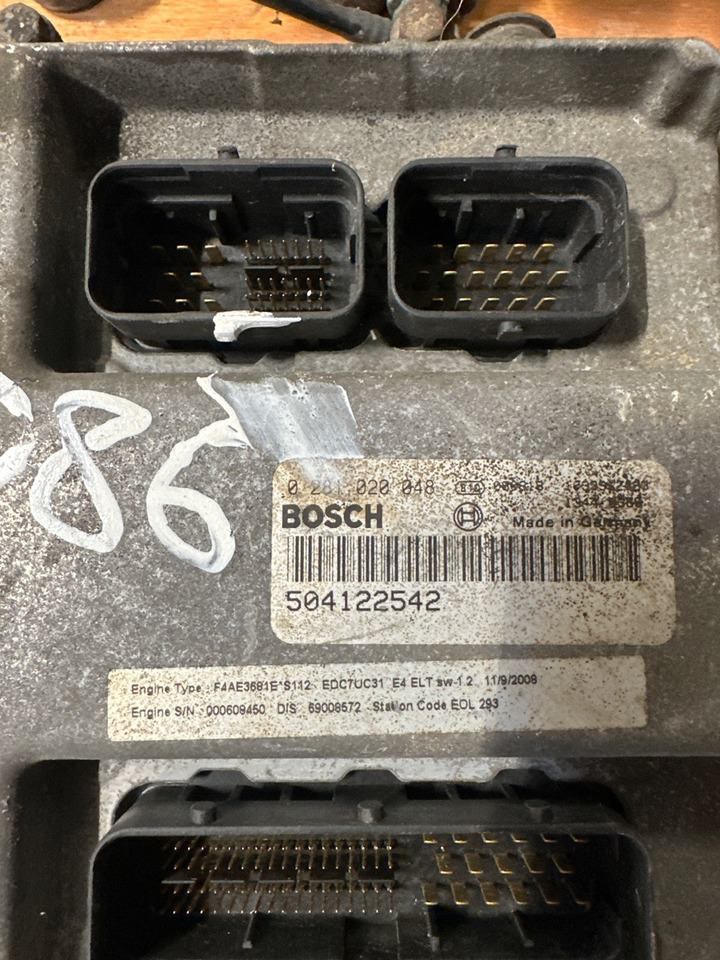 86
0 281 020 048
BOSCH
Made in Germany
504122542
Engine Type : F4AE3681E*S112 EDC7UC31 E4 ELT sw-1.2 11/9/2008
Engine S/N 000609450 DIS 69008572 Station Code EOL 293